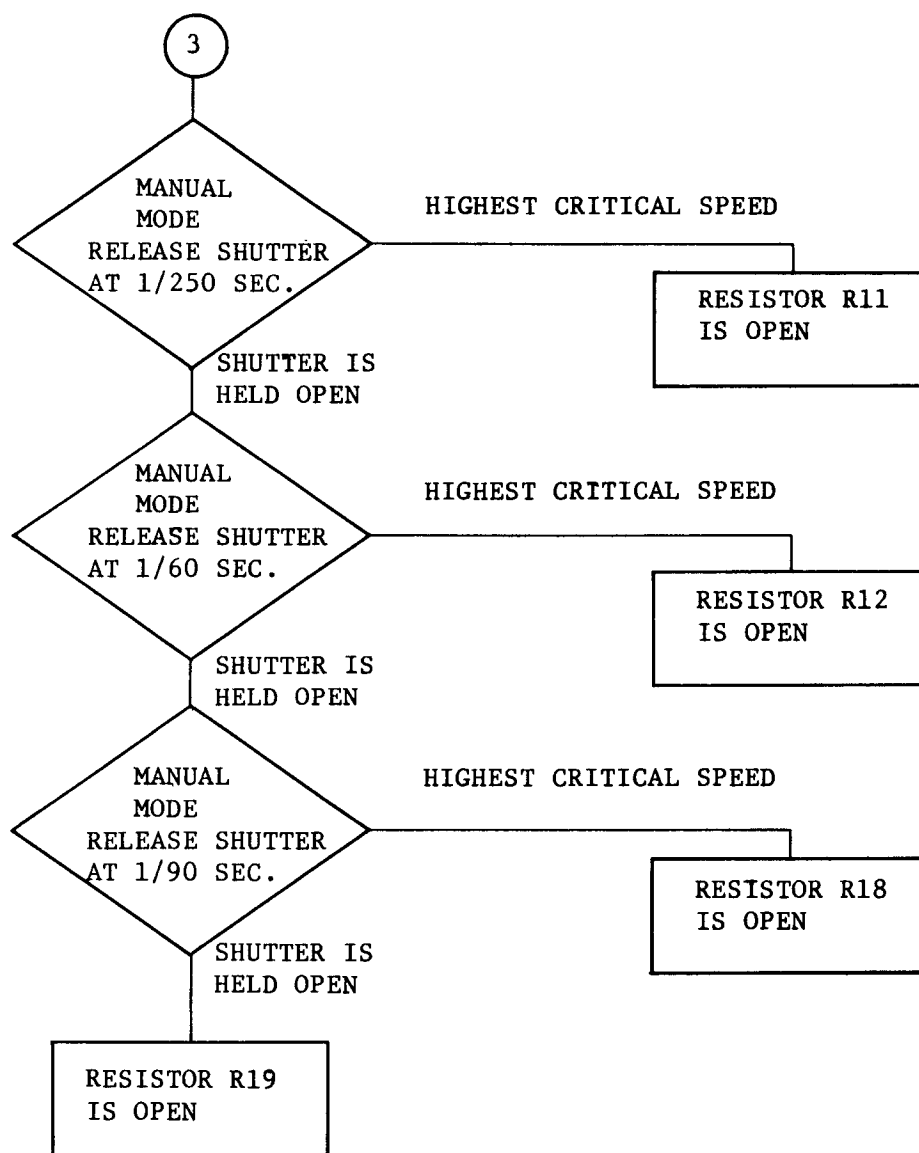 3
MANUAL
MODE
RELEASE SHUTTER
AT 1/250 SEC.
HIGHEST CRITICAL SPEED
RESISTOR R11
IS OPEN
SHUTTER IS
HELD OPEN
MANUAL
MODE
RELEASE SHUTTER
AT 1/60 SEC.
HIGHEST CRITICAL SPEED
RESISTOR R12
IS OPEN
SHUTTER IS
HELD OPEN
MANUAL
MODE
RELEASE SHUTTER
AT 1/90 SEC.
HIGHEST CRITICAL SPEED
RESISTOR R18
IS OPEN
SHUTTER IS
HELD OPEN
RESISTOR R19
IS OPEN